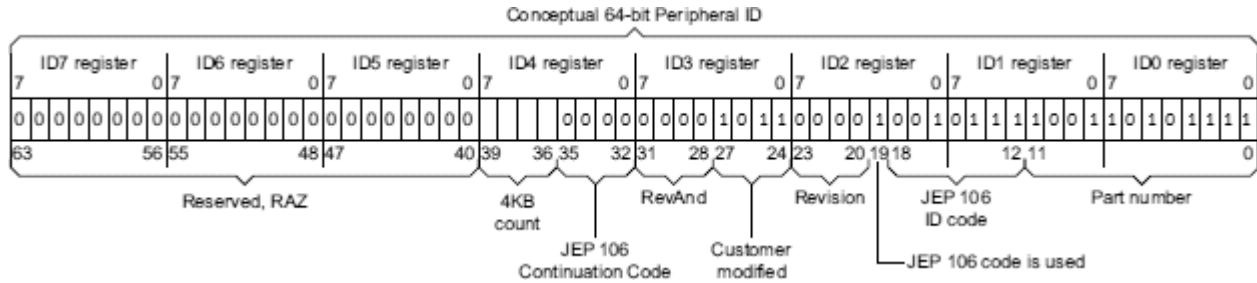 Conceptual 64-bit Peripheral ID
ID7 register ID6 register ID5 register ID4 register ID3 register ID2 register ID1 register ID0 register
7 0 7 0 7 0 7 0 7 0 7 0 7 0 7 0
0 0 0 0 0 0 0 0 0 0 0 0 0 0 0 0 0 0 0 0 0 0 0 0 0 0 0 0 0 0 0 0 1 0 1 1 0 0 0 0 1 0 0 1 0 1 1 1 1 0 0 1 1 0 1 0 1 1 1 1
63 56 55 48 47 40 39 36 35 32 31 28 27 24 23 20 19 18 12 11 0
Reserved, RAZ
4KB
count
RevAnd
Revision
JEP 106
ID code
Part number
JEP 106
Continuation Code
Customer
modified
JEP 106 code is used